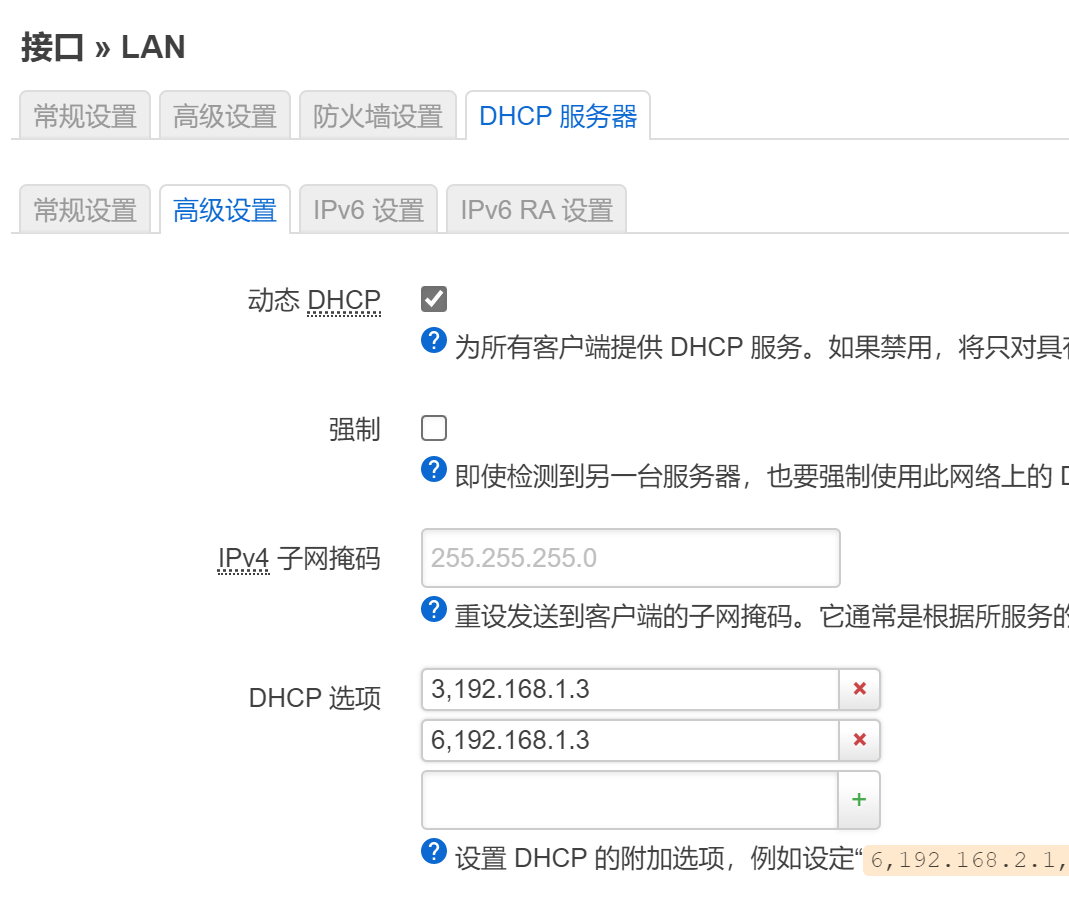 接口 » LAN
常规设置 高级设置 防火墙设置 DHCP 服务器
常规设置 高级设置 IPv6 设置 IPv6 RA 设置
动态 DHCP
为所有客户端提供 DHCP 服务。如果禁用，将只对具
强制
即使检测到另一台服务器，也要强制使用此网络上的
IPv4 子网掩码 255.255.255.0
重设发送到客户端的子网掩码。它通常是根据所服务的
DHCP 选项 3,192.168.1.3
6,192.168.1.3
设置 DHCP 的附加选项，例如设定“6,192.168.2.1,